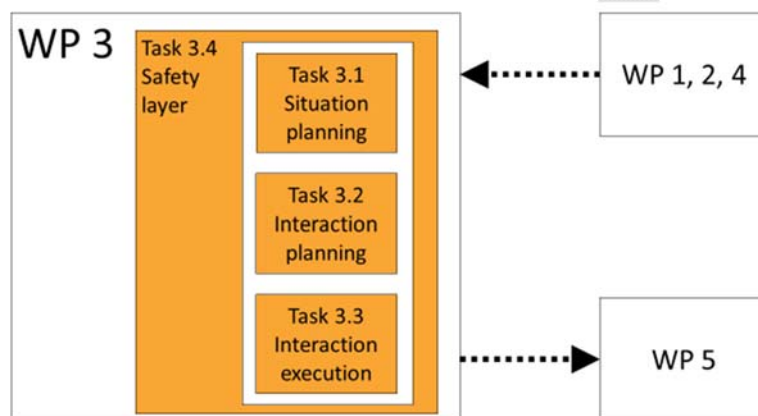 WP 3
Task 3.4
Safety
layer
Task 3.1
Situation
planning
Task 3.2
Interaction
planning
Task 3.3
Interaction
execution
WP 1, 2, 4
WP 5